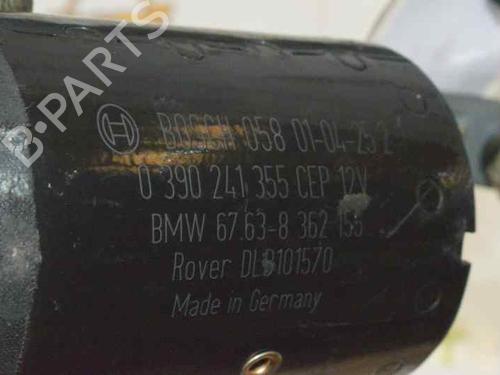 BOSCH 058 01-04-25 2
0 390 241 355 CEP 12V
BMW 67.63-8 362 155
Rover DLB101570
Made in Germany